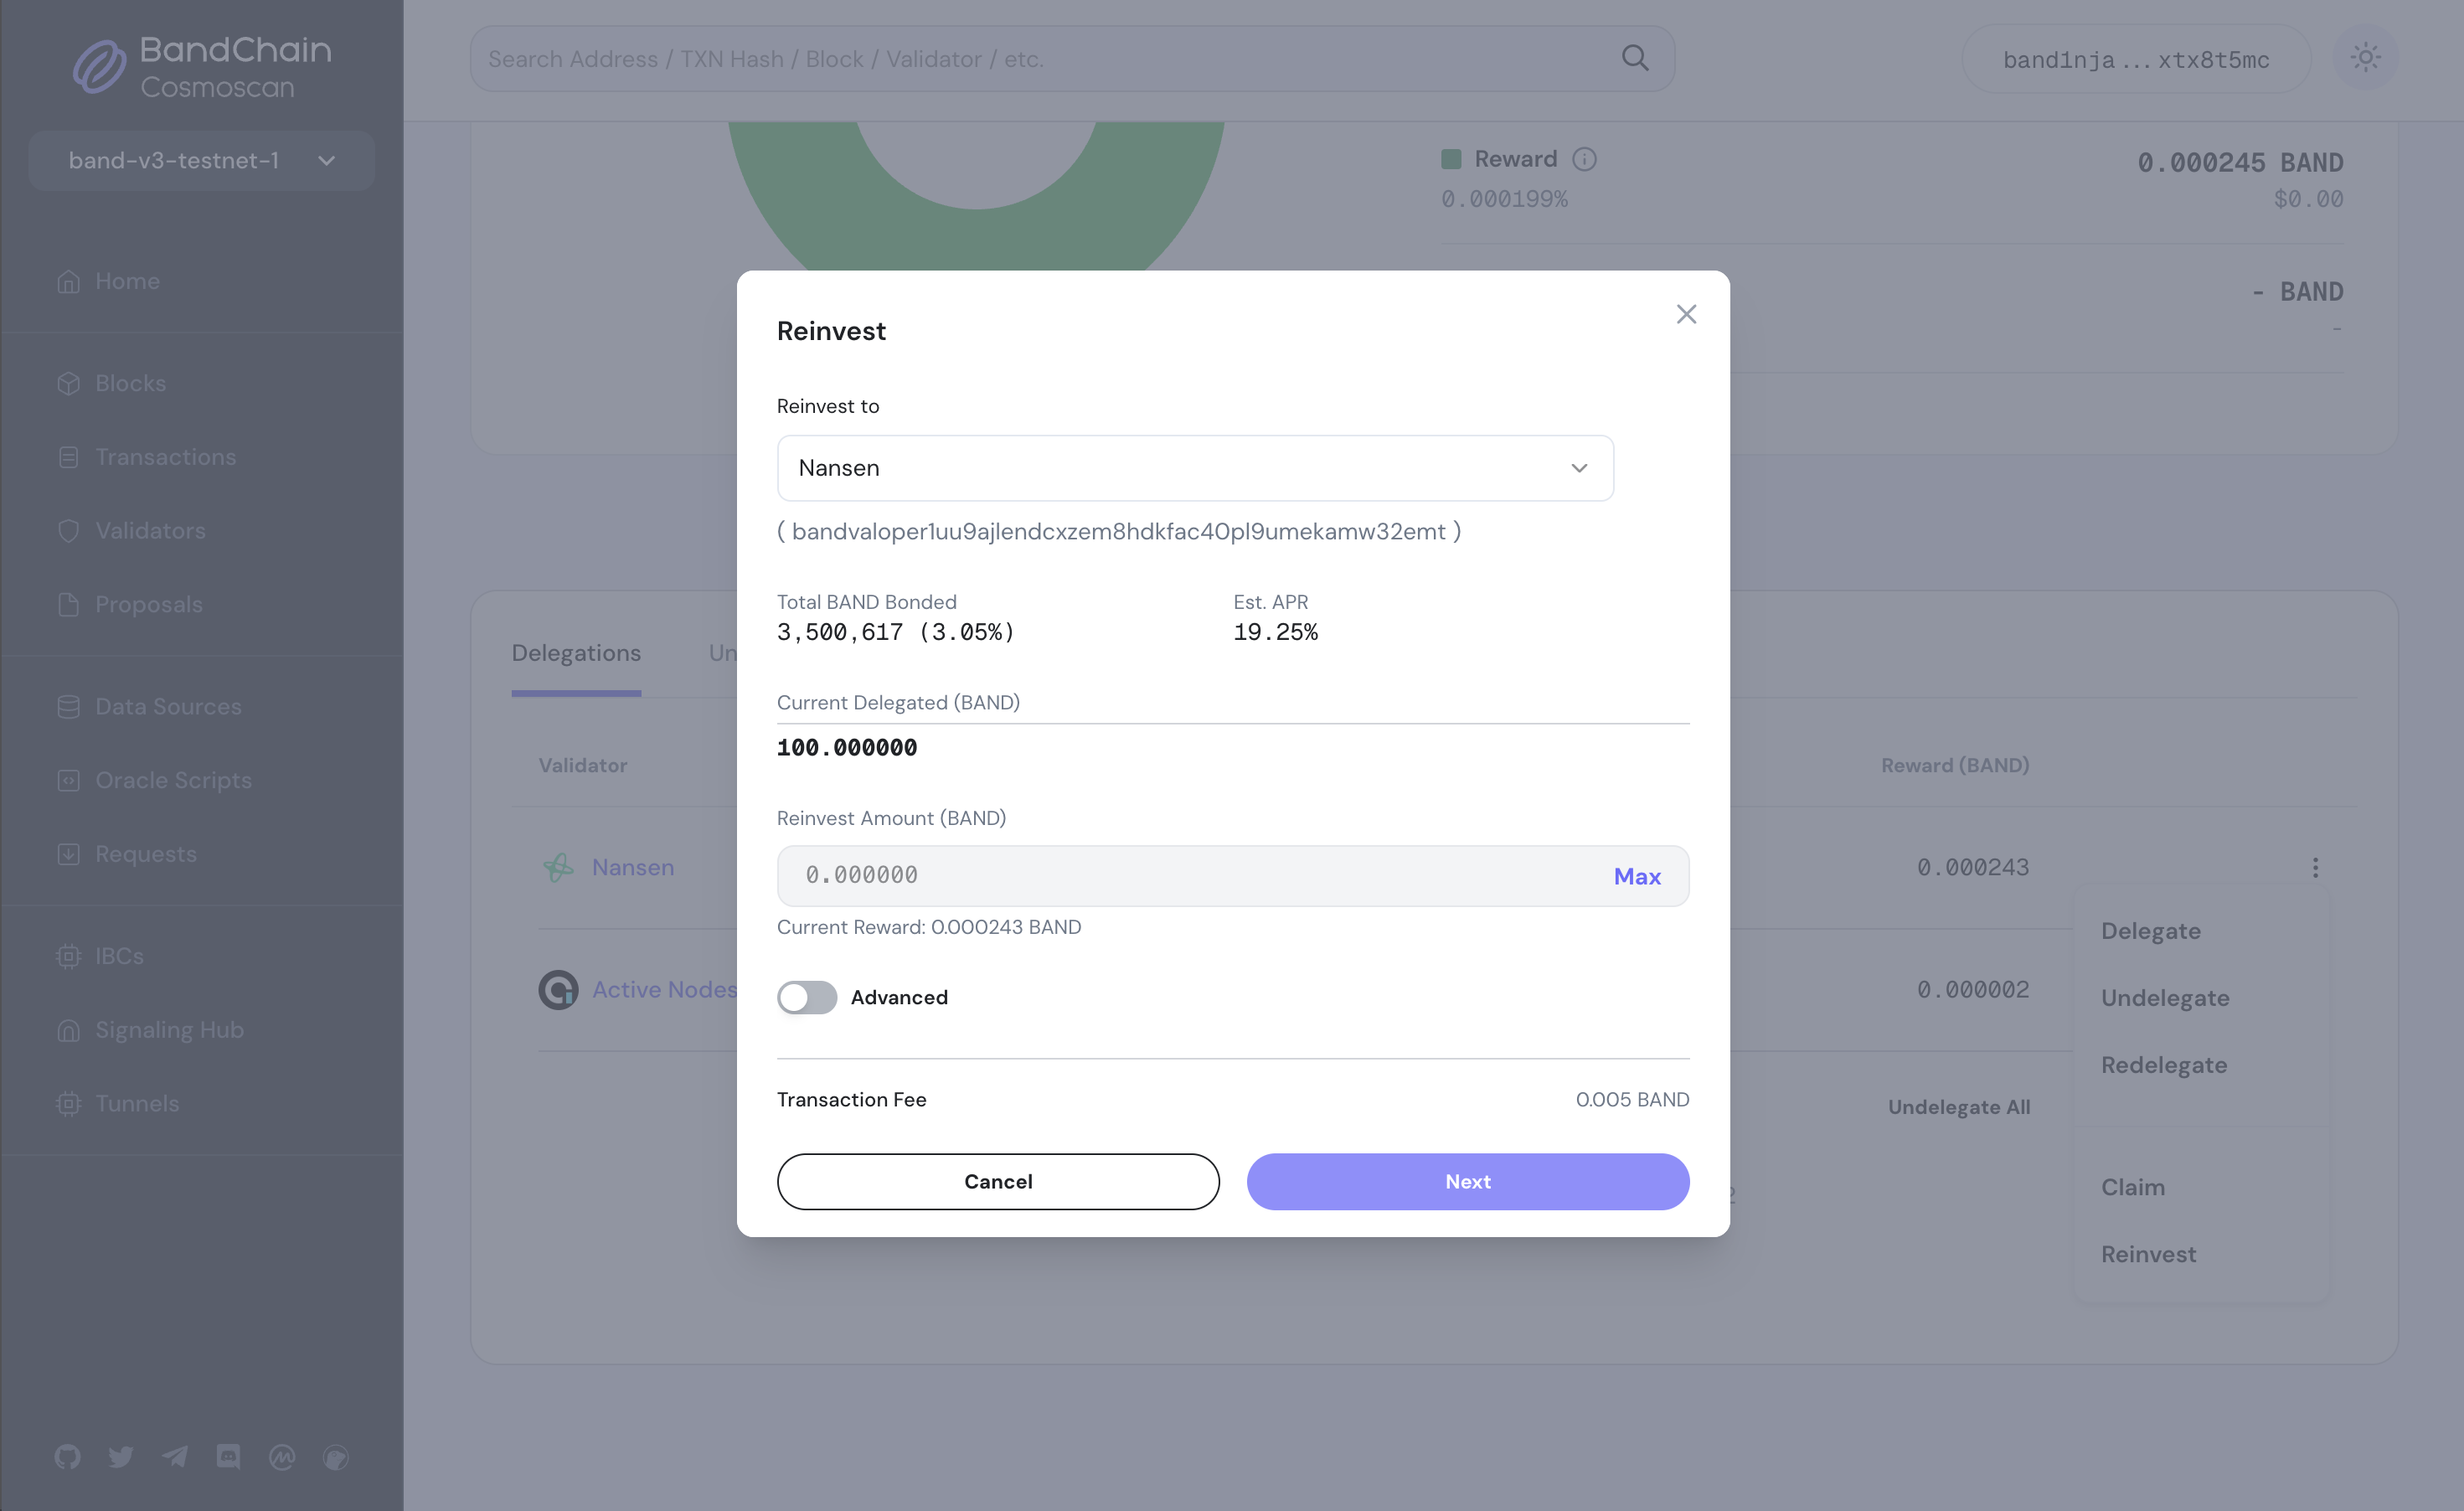 BandChain
Cosmoscan
band-v3-testnet-1
Home
Blocks
Transactions
Validators
Proposals
Data Sources
Oracle Scripts
Requests
IBCs
Signaling Hub
Tunnels
Search Address / TXN Hash / Block / Validator / etc.
band1nja...xtx8t5mc
Reward
0.000245 BAND
0.000199%
$0.00
- BAND
-
Delegations
Un
Validator
Reward (BAND)
Nansen
0.000243
Active Nodes
0.000002
Undelegate All
Delegate
Undelegate
Redelegate
Claim
Reinvest
Reinvest
Reinvest to
Nansen
( bandvaloper1uu9ajlendcxzem8hdkfac40pl9umekamw32emt )
Total BAND Bonded
3,500,617 (3.05%)
Est. APR
19.25%
Current Delegated (BAND)
100.000000
Reinvest Amount (BAND)
0.000000
Max
Current Reward: 0.000243 BAND
Advanced
Transaction Fee
0.005 BAND
Cancel
Next